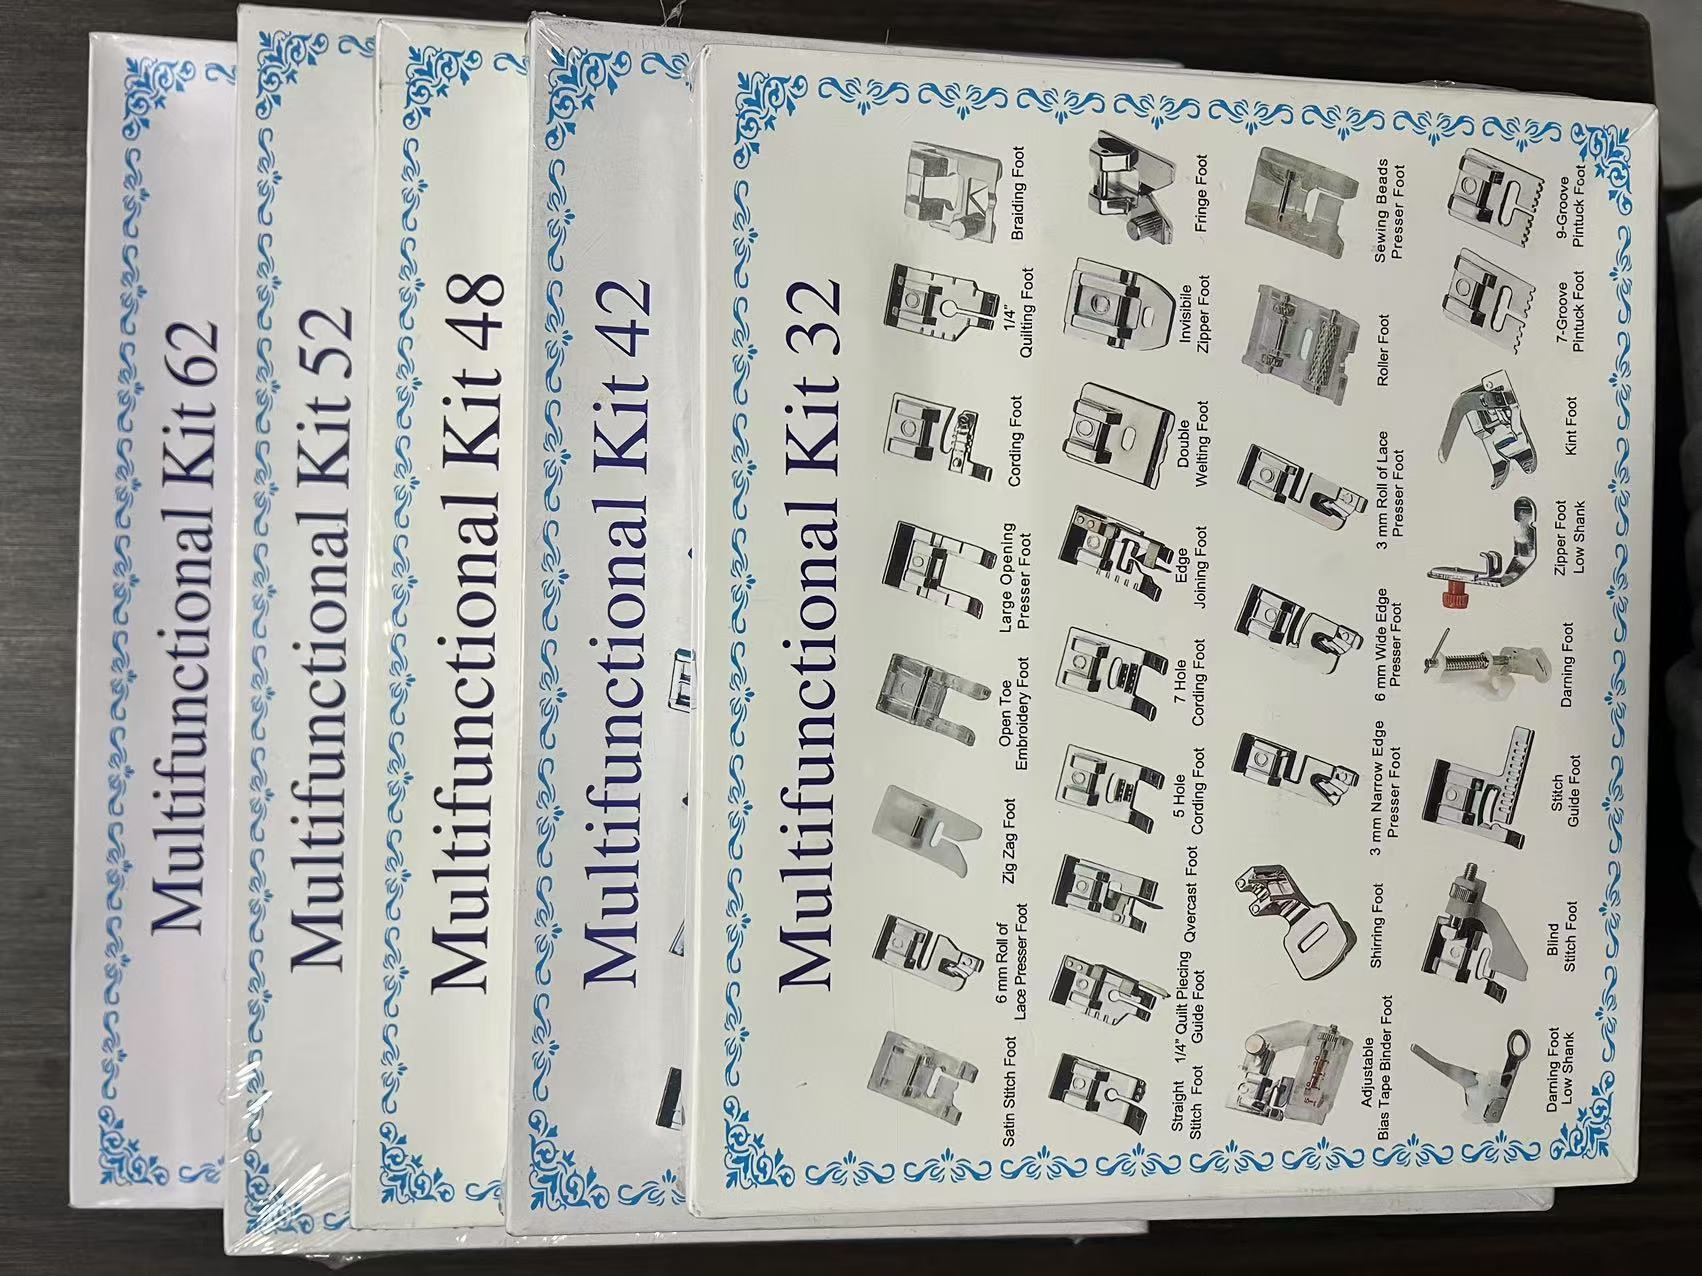 Multifunctional Kit 62
Multifunctional Kit 52
Multifunctional Kit 48
Multifunctional Kit 42
Multifunctional Kit 32
Satin Stitch Foot
6 mm Roll of
Lace Presser Foot
Zig Zag Foot
Open Toe
Embroidery Foot
Large Opening
Presser Foot
Cording Foot
1/4"
Quilting Foot
Braiding Foot
Straight
Stitch Foot
1/4" Quilt Piecing
Guide Foot
Qvercast Foot
5 Hole
Cording Foot
7 Hole
Cording Foot
Edge
Joining Foot
Double
Welting Foot
Invisibile
Zipper Foot
Fringe Foot
Adjustable
Bias Tape Binder Foot
Shirring Foot
3 mm Narrow Edge
Presser Foot
6 mm Wide Edge
Presser Foot
3 mm Roll of Lace
Presser Foot
Roller Foot
Sewing Beads
Presser Foot
Darning Foot
Low Shank
Blind
Stitch Foot
Stitch
Guide Foot
Darning Foot
Zipper Foot
Low Shank
Kint Foot
7-Groove
Pintuck Foot
9-Groove
Pintuck Foot